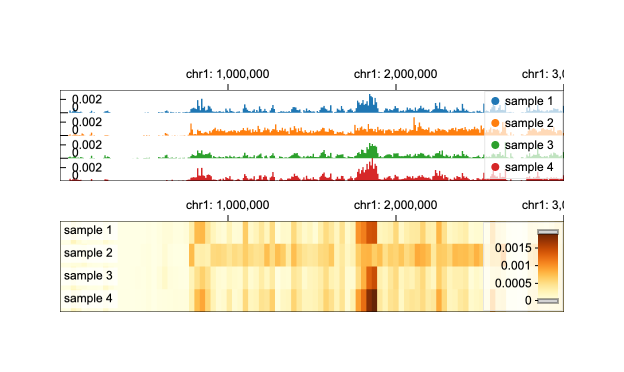 chr1: 1,000,000 chr1: 2,000,000 chr1: 3,0
0.002 sample 1
0
0.002 sample 2
0
0.002 sample 3
0
0.002 sample 4
0
chr1: 1,000,000 chr1: 2,000,000 chr1: 3,0
sample 1
0.0015
sample 2
0.001
sample 3
0.0005
sample 4
0